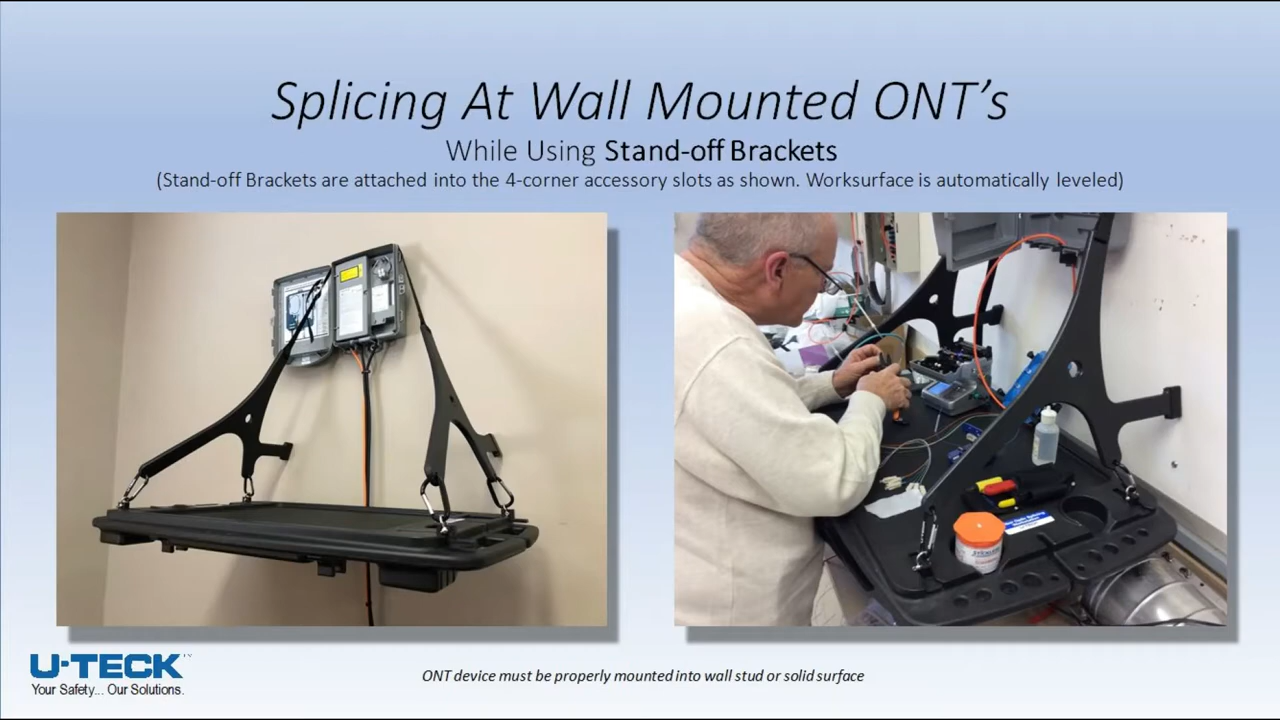 Splicing At Wall Mounted ONT's
While Using Stand-off Brackets
(Stand-off Brackets are attached into the 4-corner accessory slots as shown. Worksurface is automatically leveled)
U-TECK
Your Safety... Our Solutions.
ONT device must be properly mounted into wall stud or solid surface